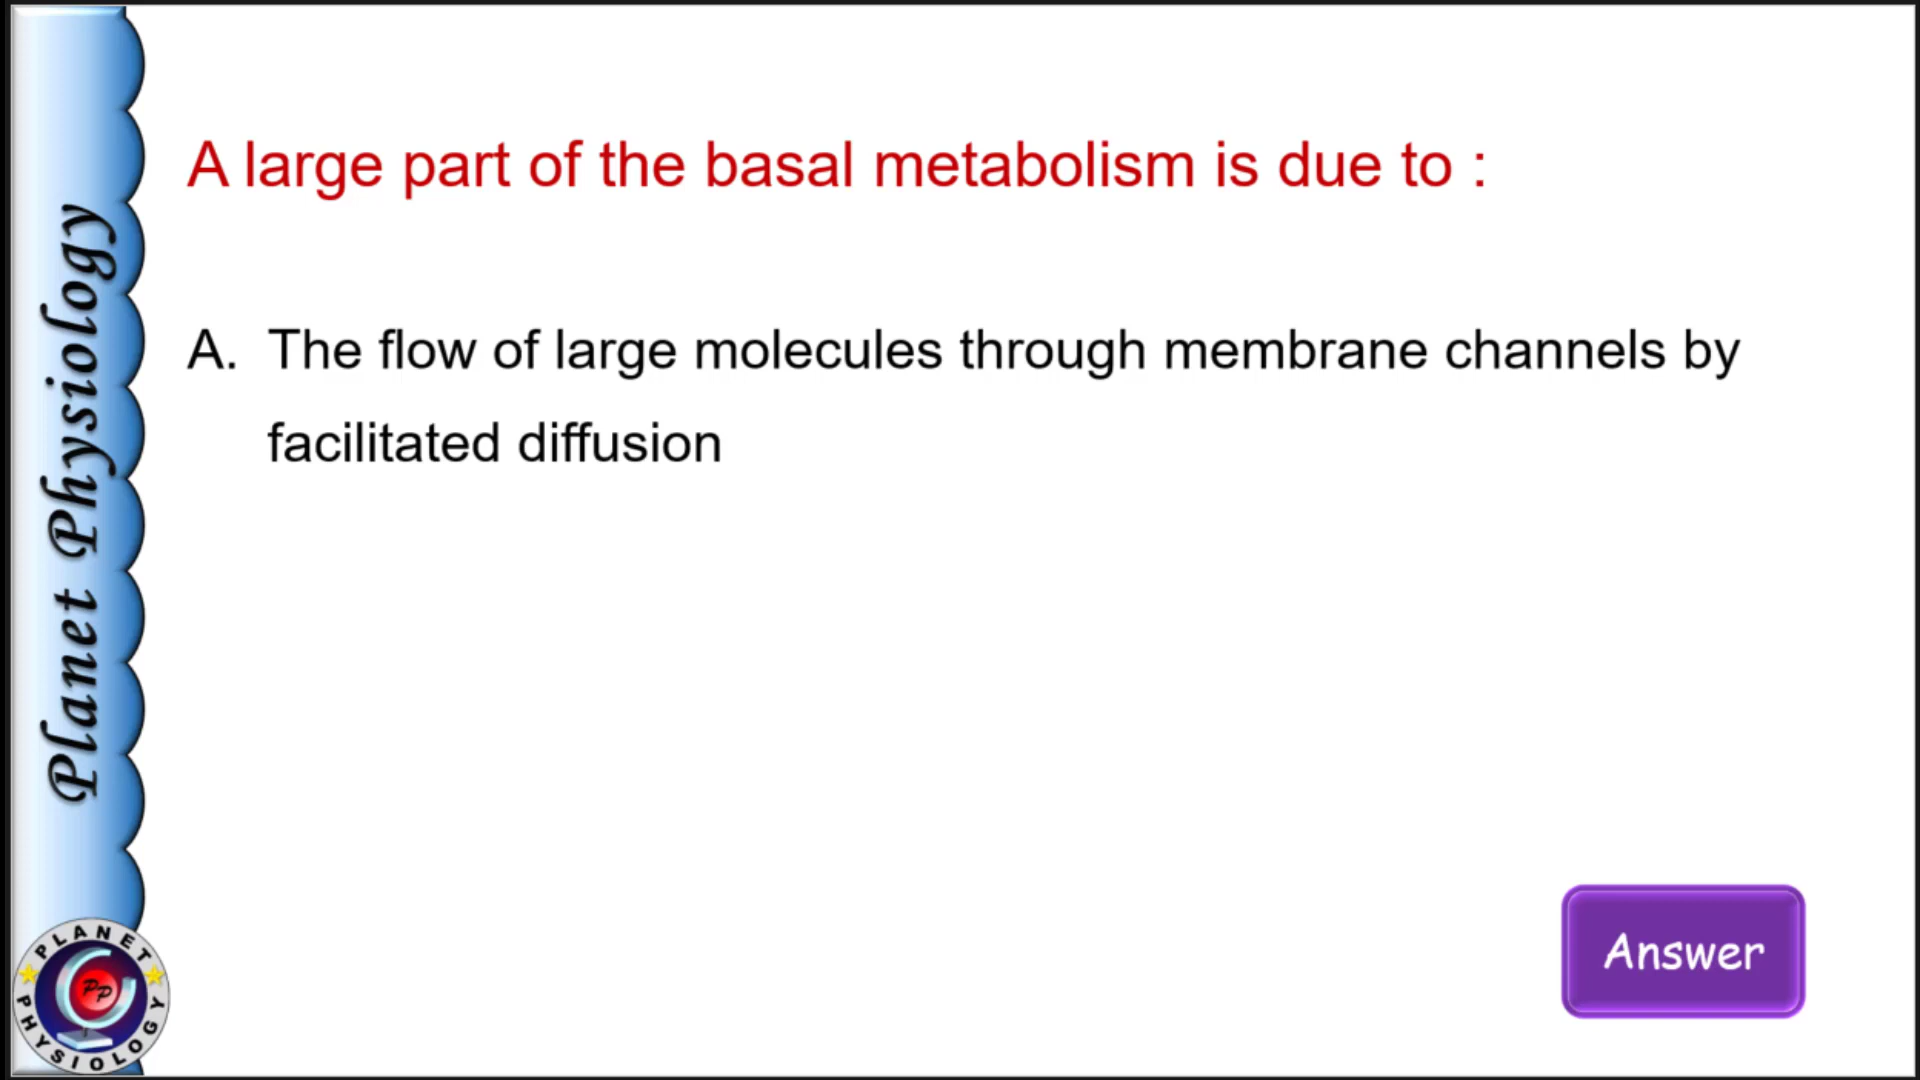 A large part of the basal metabolism is due to :
A. The flow of large molecules through membrane channels by
facilitated diffusion
Planet Physiology
Answer
PLANET
PP
PHYSIOLOGY